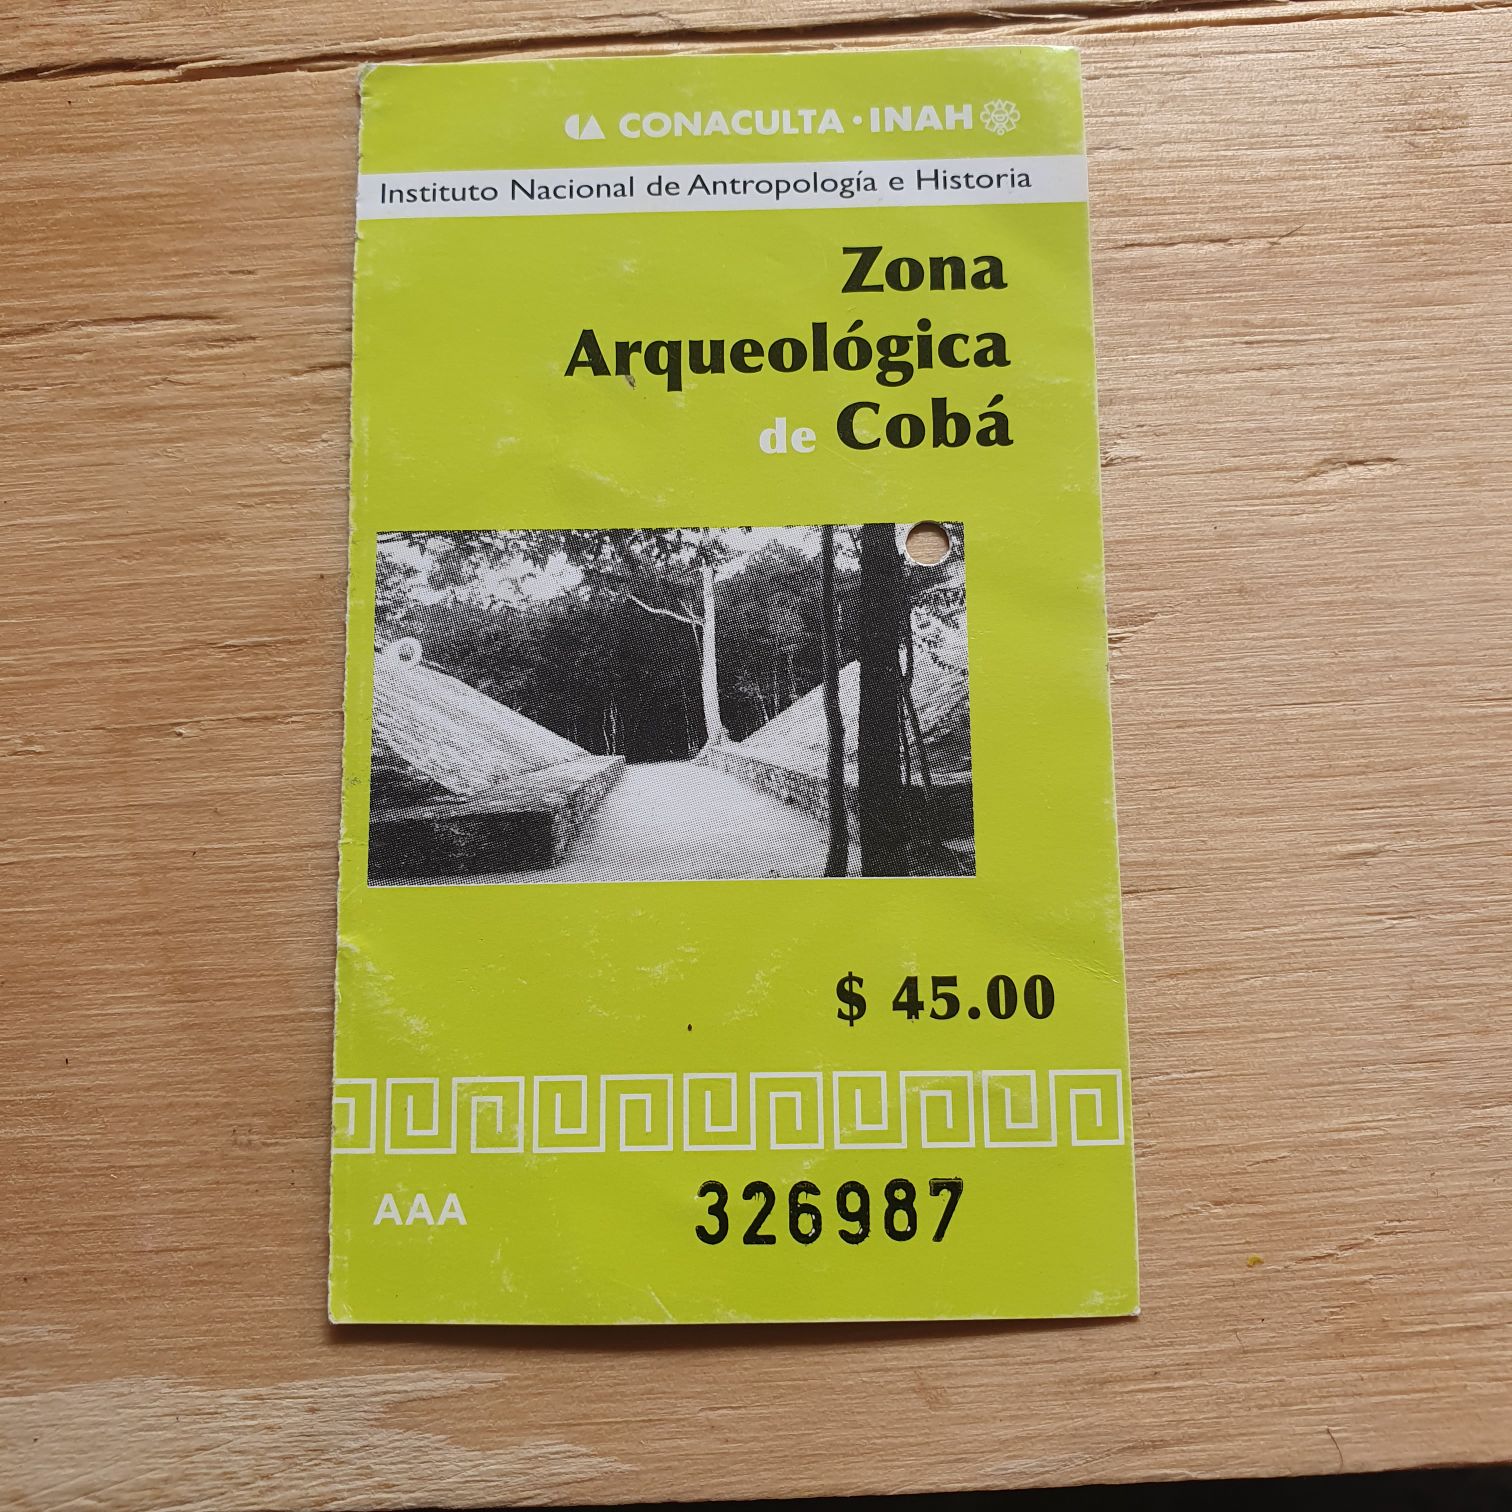 CONACULTA • INAH
Instituto Nacional de Antropología e Historia
Zona
Arqueológica
de Cobá
$ 45.00
AAA 326987